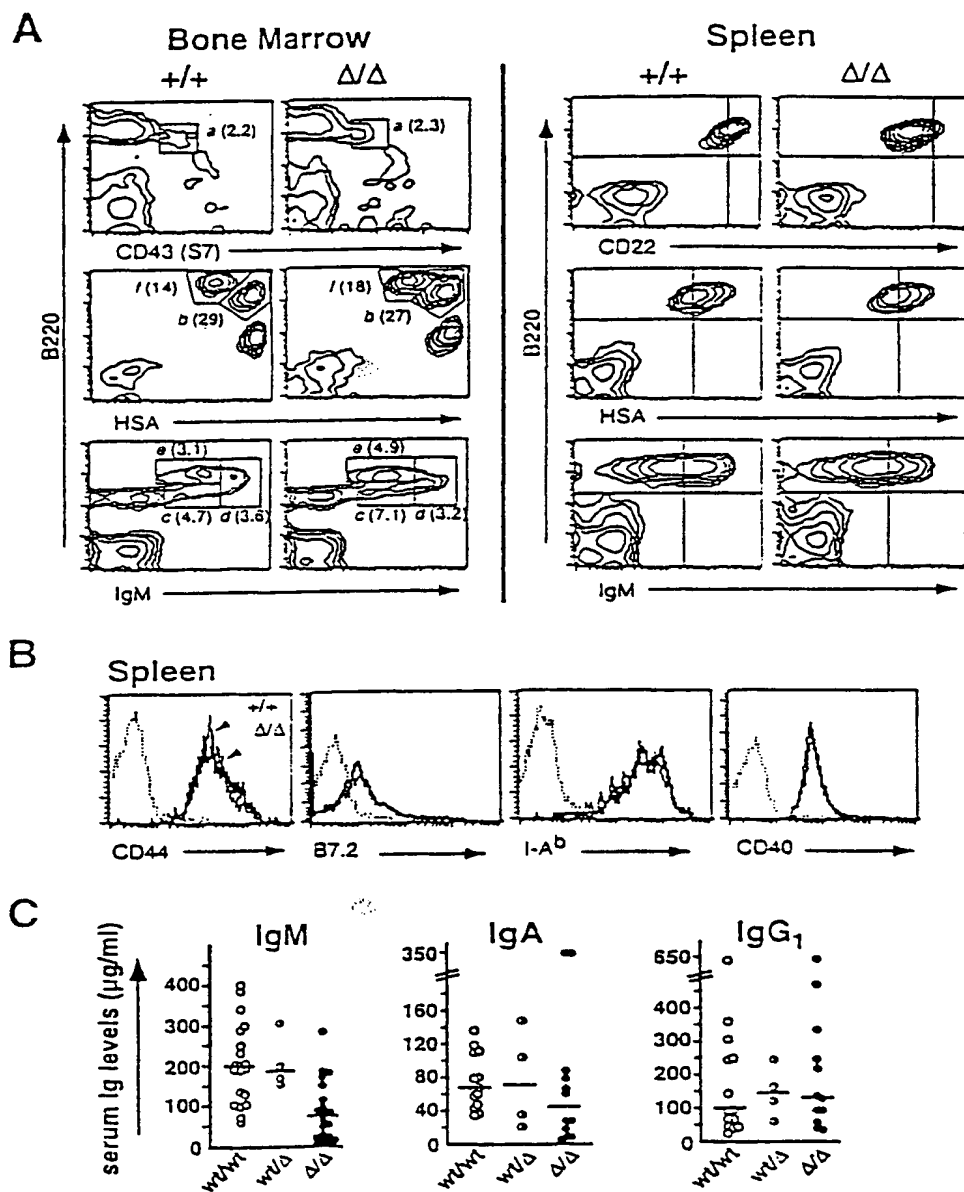 A
Bone Marrow
Spleen
+/+
Δ/Δ
+/+
Δ/Δ
B220
a (2.2)
a (2.3)
CD43 (S7)
l (14)
b (29)
l (18)
b (27)
HSA
e (3.1)
c (4.7) d (3.6)
e (4.9)
c (7.1) d (3.2)
IgM
B220
CD22
HSA
IgM
B
Spleen
+/+
Δ/Δ
CD44
B7.2
I-Aᵇ
CD40
C
serum Ig levels (µg/ml)
IgM
400
300
200
100
0
wt/wt
wt/Δ
Δ/Δ
IgA
350
160
120
80
40
0
wt/wt
wt/Δ
Δ/Δ
IgG₁
650
400
300
200
100
0
wt/wt
wt/Δ
Δ/Δ